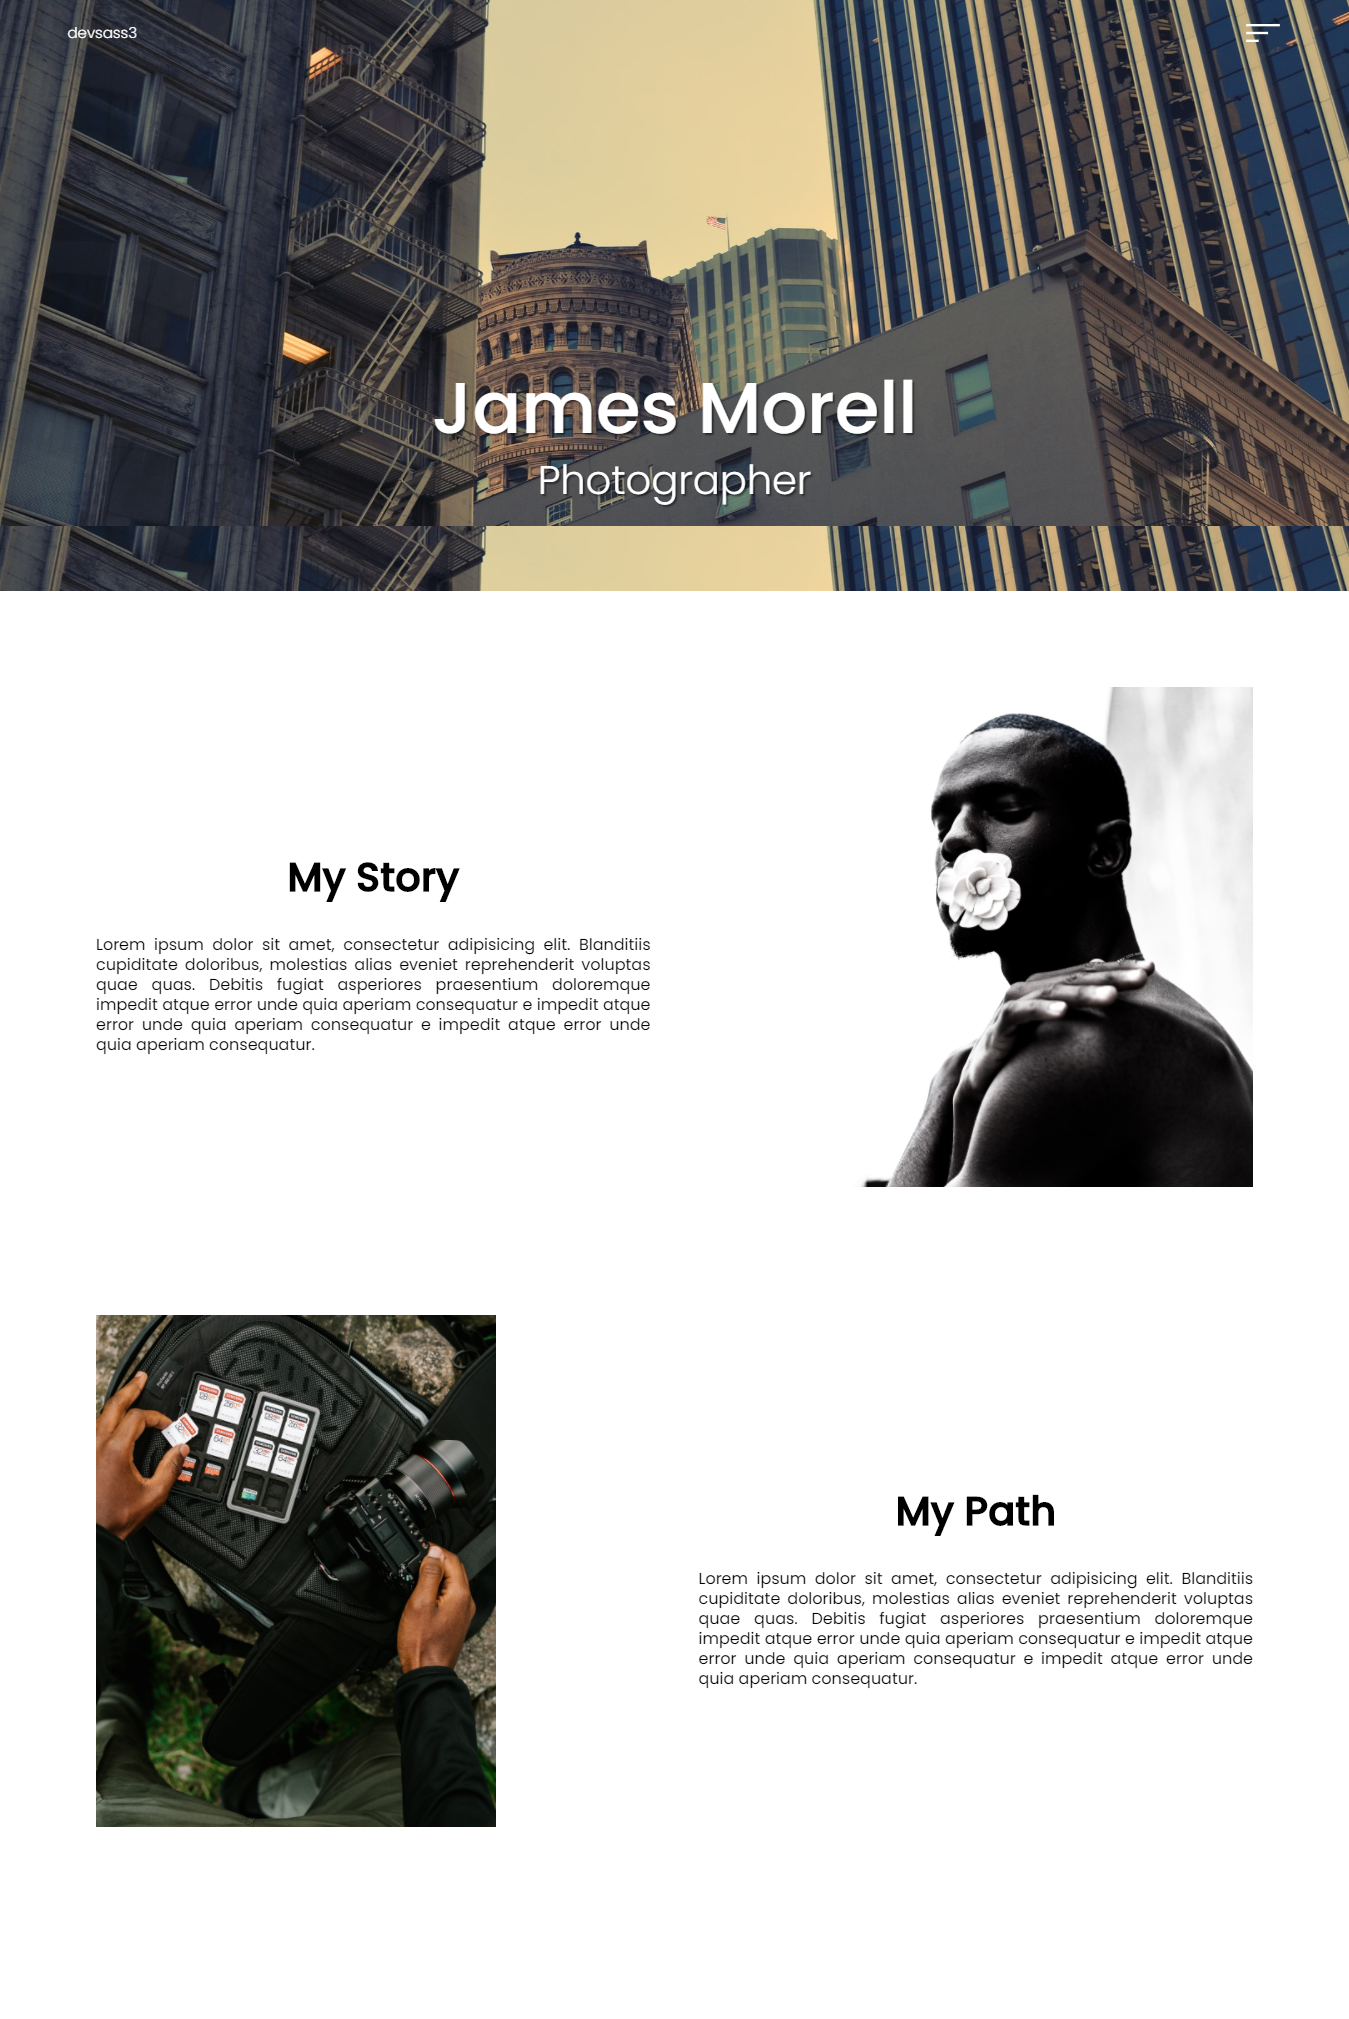 devsass3
James Morell
Photographer
My Story
Lorem ipsum dolor sit amet, consectetur adipisicing elit. Blanditiis
cupiditate doloribus, molestias alias eveniet reprehenderit voluptas
quae quas. Debitis fugiat asperiores praesentium doloremque
impedit atque error unde quia aperiam consequatur e impedit atque
error unde quia aperiam consequatur e impedit atque error unde
quia aperiam consequatur.
My Path
Lorem ipsum dolor sit amet, consectetur adipisicing elit. Blanditiis
cupiditate doloribus, molestias alias eveniet reprehenderit voluptas
quae quas. Debitis fugiat asperiores praesentium doloremque
impedit atque error unde quia aperiam consequatur e impedit atque
error unde quia aperiam consequatur e impedit atque error unde
quia aperiam consequatur.